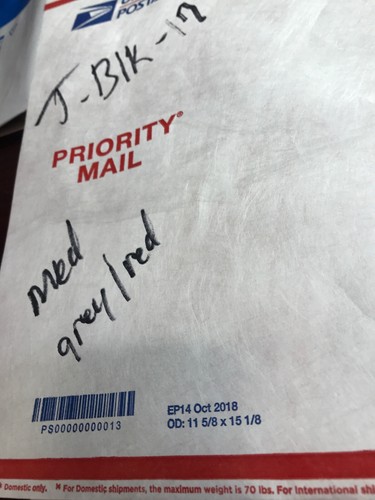 POSTA
J-Blk-17
PRIORITY®
MAIL
med
grey/red
PS00000000013
EP14 Oct 2018
OD: 11 5/8 x 15 1/8
Domestic only. For Domestic shipments, the maximum weight is 70 lbs. For international shi